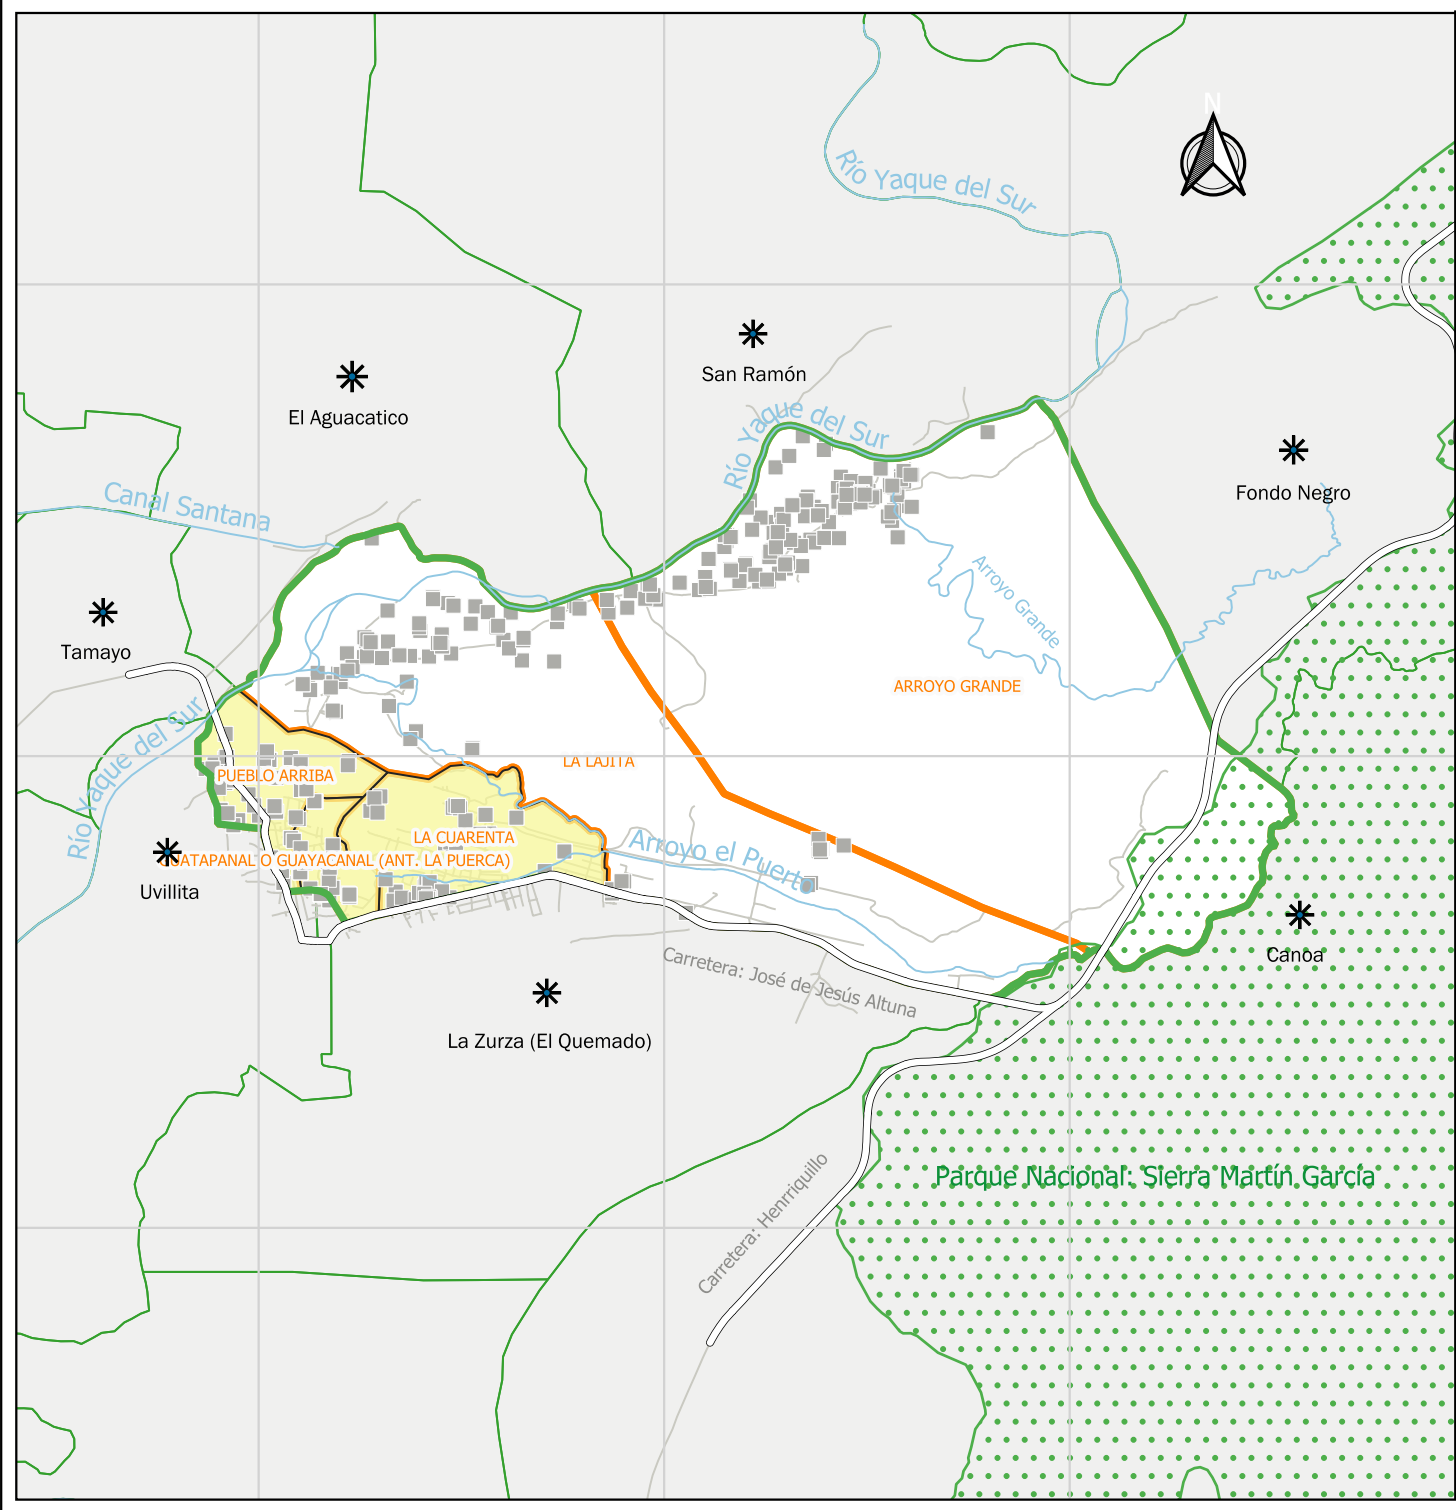 N
Río Yaque del Sur
San Ramón
El Aguacatico
Río Yaque del Sur
Fondo Negro
Canal Santana
Arroyo Grande
Tamayo
ARROYO GRANDE
Río Yaque del Sur
LA LAJITA
PUEBLO ARRIBA
LA CUARENTA
Arroyo el Puerto
GUATAPANAL O GUAYACANAL (ANT. LA PUERCA)
Uvillita
Canoa
Carretera: José de Jesús Altuna
La Zurza (El Quemado)
Parque Nacional: Sierra Martín García
Carretera: Henrriquillo